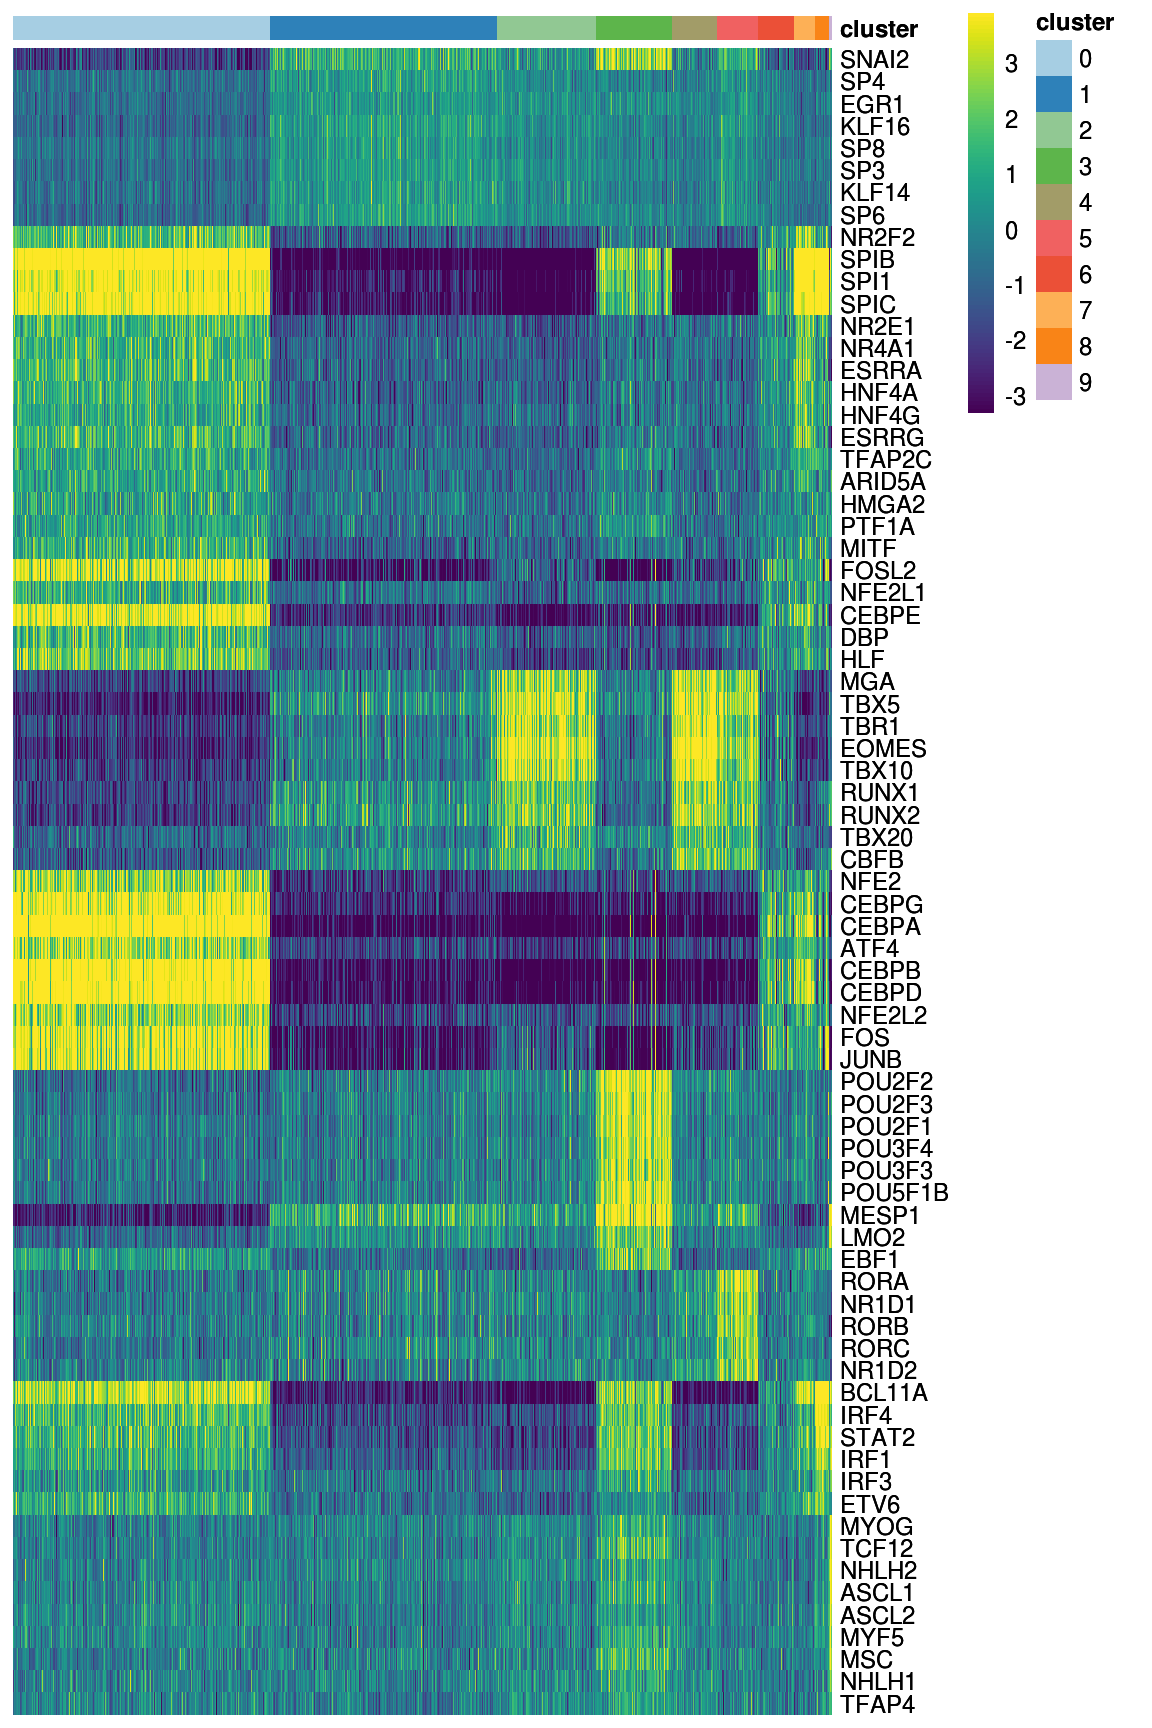 cluster
SNAI2
SP4
EGR1
KLF16
SP8
SP3
KLF14
SP6
NR2F2
SPIB
SPI1
SPIC
NR2E1
NR4A1
ESRRA
HNF4A
HNF4G
ESRRG
TFAP2C
ARID5A
HMGA2
PTF1A
MITF
FOSL2
NFE2L1
CEBPE
DBP
HLF
MGA
TBX5
TBR1
EOMES
TBX10
RUNX1
RUNX2
TBX20
CBFB
NFE2
CEBPG
CEBPA
ATF4
CEBPB
CEBPD
NFE2L2
FOS
JUNB
POU2F2
POU2F3
POU2F1
POU3F4
POU3F3
POU5F1B
MESP1
LMO2
EBF1
RORA
NR1D1
RORB
RORC
NR1D2
BCL11A
IRF4
STAT2
IRF1
IRF3
ETV6
MYOG
TCF12
NHLH2
ASCL1
ASCL2
MYF5
MSC
NHLH1
TFAP4
3
2
1
0
-1
-2
-3
cluster
0
1
2
3
4
5
6
7
8
9